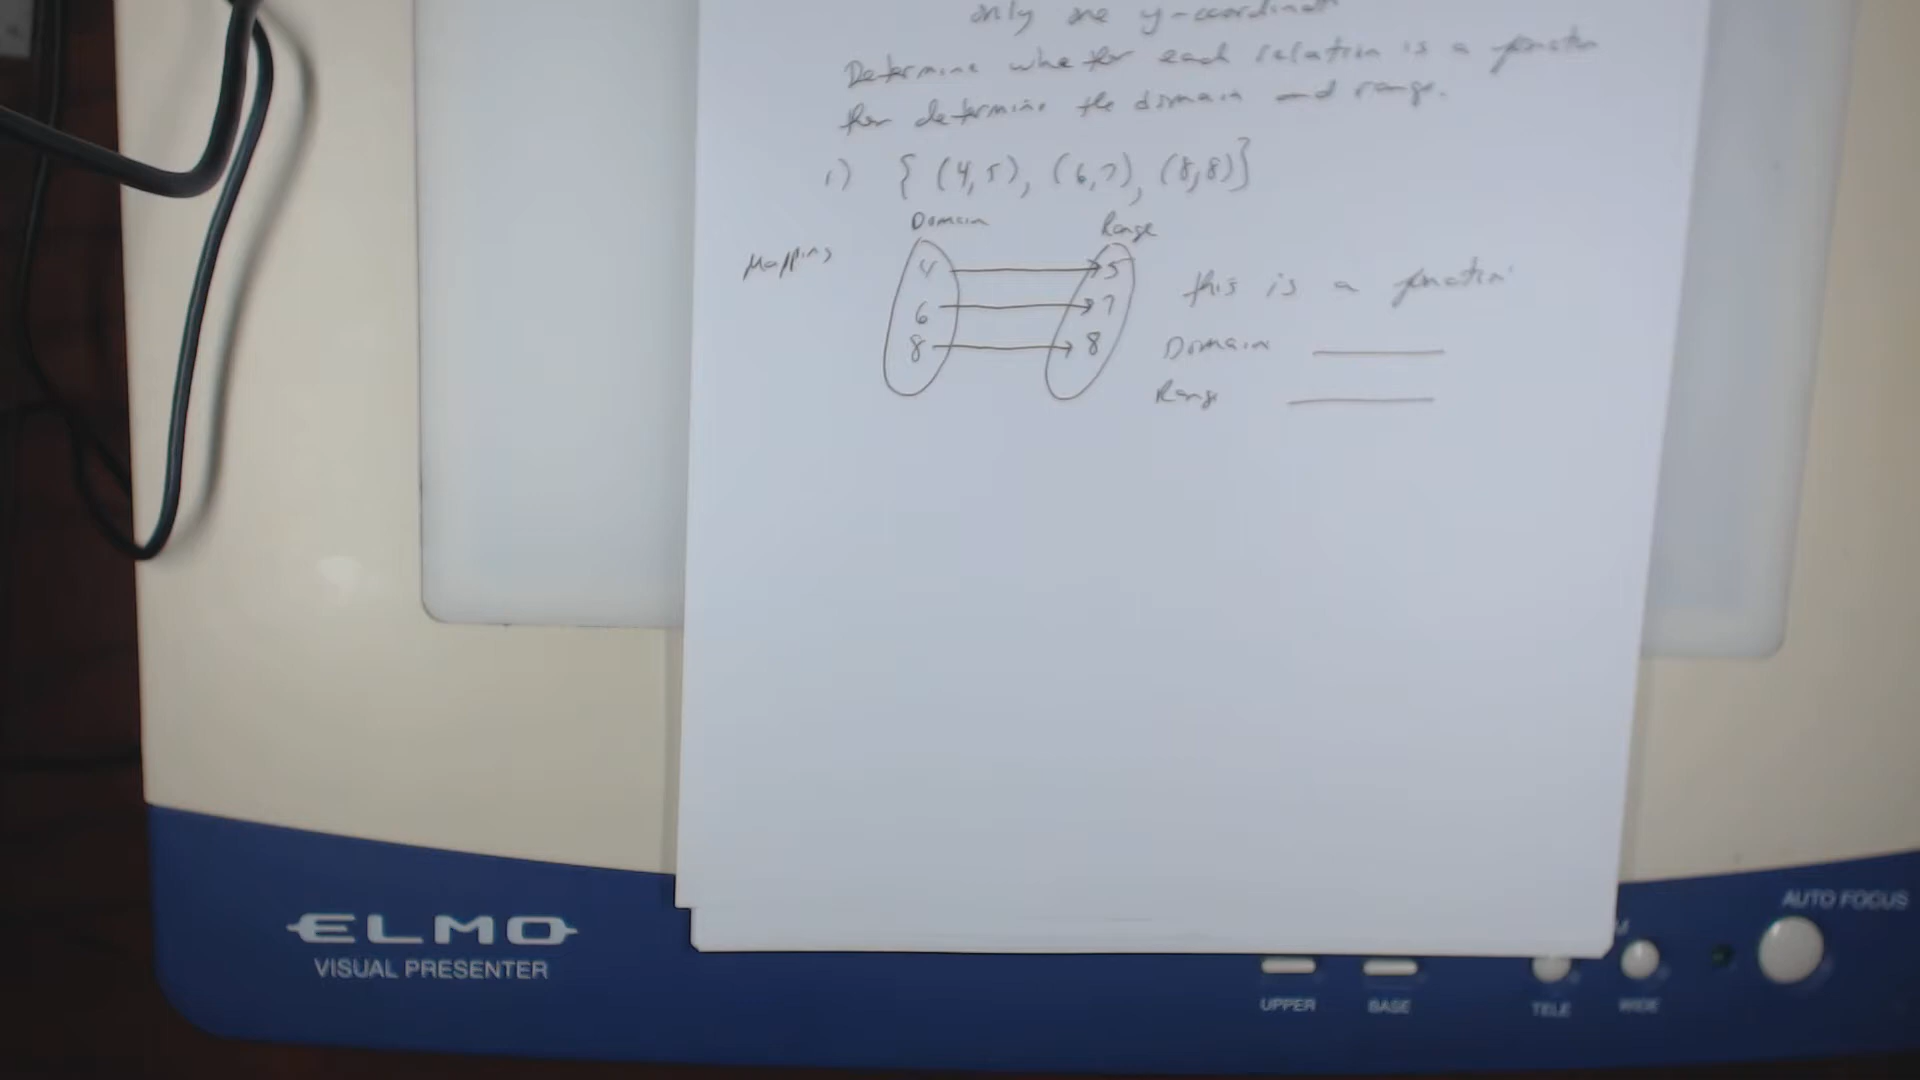 only one y-coordinate
Determine whether each relation is a function
then determine the domain and range.
1) { (4,5), (6,7), (8,8)}
Domain Range
Mapping
4 5
6 7
8 8
this is a function
Domain
Range
ELMO
VISUAL PRESENTER
AUTO FOCUS
UPPER BASE TELE WIDE